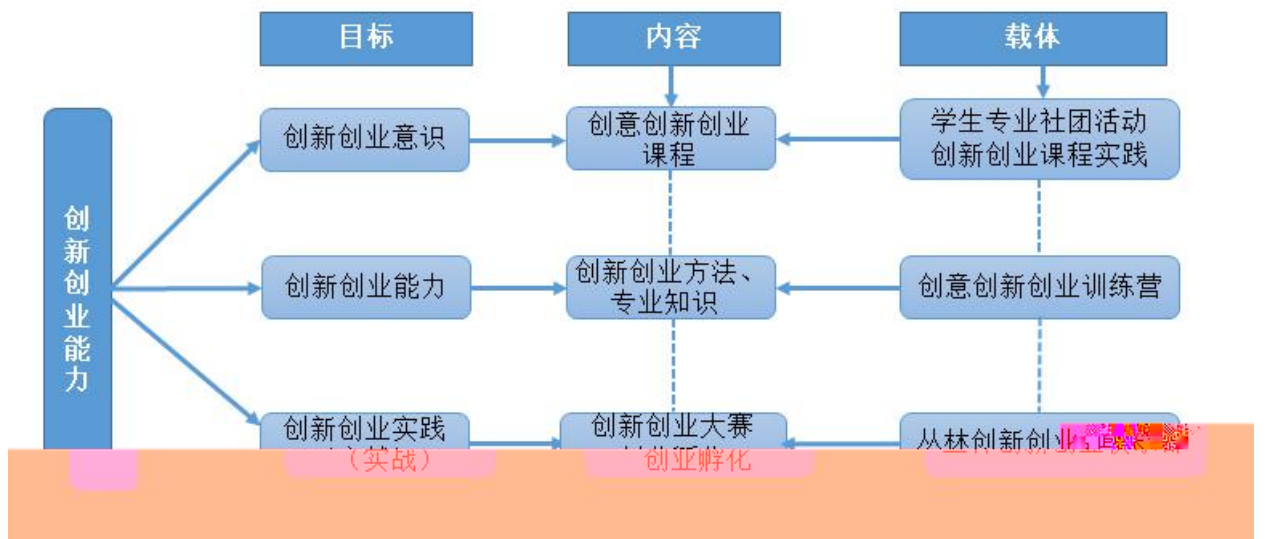 目标
内容
载体
创新创业能力
创新创业意识
创意创新创业
课程
学生专业社团活动
创新创业课程实践
创新创业能力
创新创业方法、
专业知识
创意创新创业训练营
创新创业实践
（实战）
创新创业大赛
创业孵化
丛林创新创业